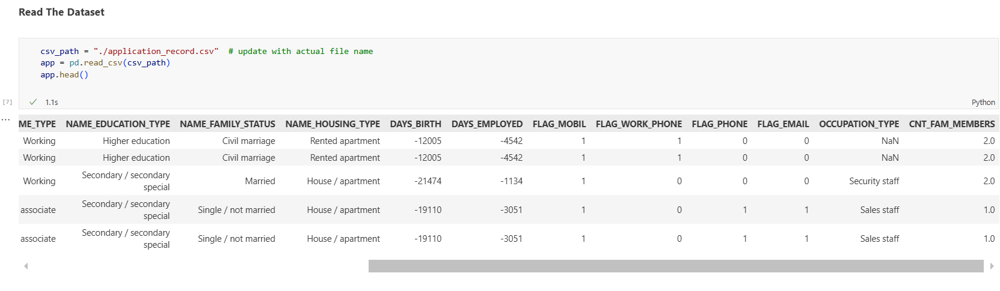 Read The Dataset
csv_path = "./application_record.csv"  # update with actual file name
app = pd.read_csv(csv_path)
app.head()
[7]
1.1s
Python
...
ME_TYPE NAME_EDUCATION_TYPE NAME_FAMILY_STATUS NAME_HOUSING_TYPE DAYS_BIRTH DAYS_EMPLOYED FLAG_MOBIL FLAG_WORK_PHONE FLAG_PHONE FLAG_EMAIL OCCUPATION_TYPE CNT_FAM_MEMBERS
Working Higher education Civil marriage Rented apartment -12005 -4542 1 1 0 0 NaN 2.0
Working Higher education Civil marriage Rented apartment -12005 -4542 1 1 0 0 NaN 2.0
Working Secondary / secondary
special Married House / apartment -21474 -1134 1 0 0 0 Security staff 2.0
associate Secondary / secondary
special Single / not married House / apartment -19110 -3051 1 0 1 1 Sales staff 1.0
associate Secondary / secondary
special Single / not married House / apartment -19110 -3051 1 0 1 1 Sales staff 1.0